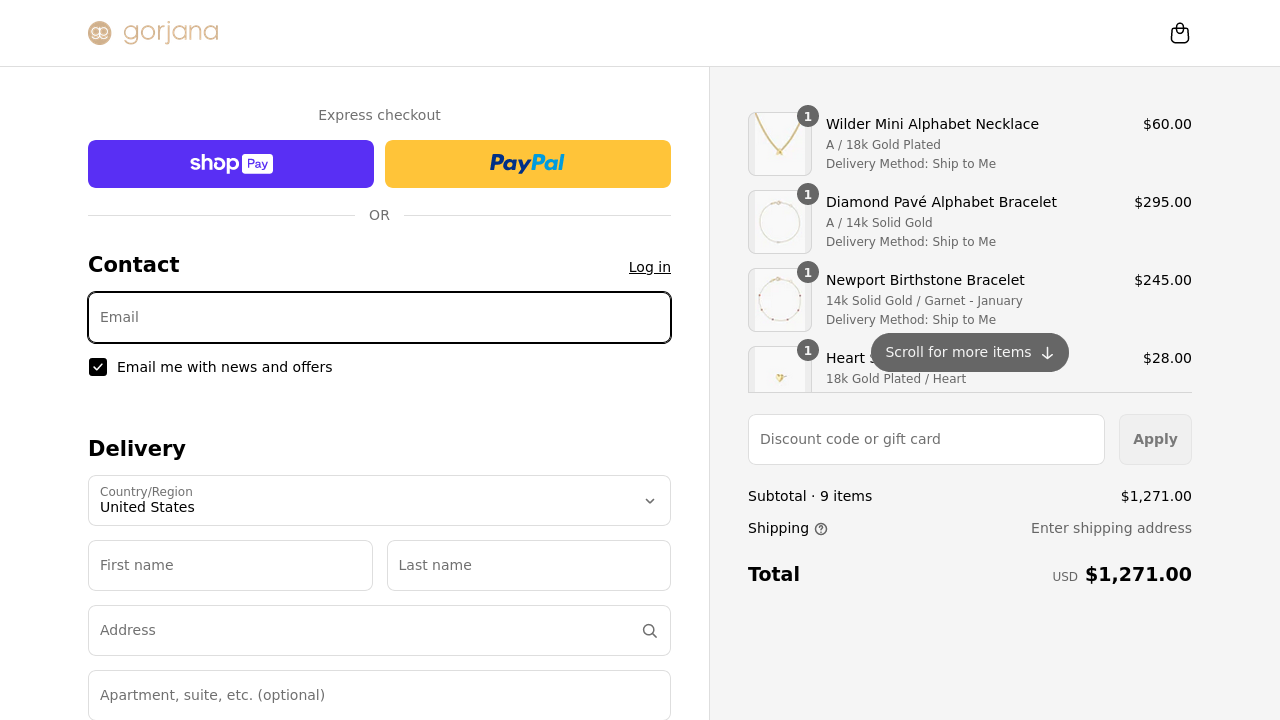 gorjana
Express checkout
shop Pay
PayPal
OR
Contact
Log in
Email
Email me with news and offers
Delivery
Country/Region
United States
First name
Last name
Address
Apartment, suite, etc. (optional)
1
Wilder Mini Alphabet Necklace
$60.00
A / 18k Gold Plated
Delivery Method: Ship to Me
1
Diamond Pavé Alphabet Bracelet
$295.00
A / 14k Solid Gold
Delivery Method: Ship to Me
1
Newport Birthstone Bracelet
$245.00
14k Solid Gold / Garnet - January
Delivery Method: Ship to Me
1
Heart
$28.00
Scroll for more items
18k Gold Plated / Heart
Discount code or gift card
Apply
Subtotal · 9 items
$1,271.00
Shipping
Enter shipping address
Total
USD $1,271.00